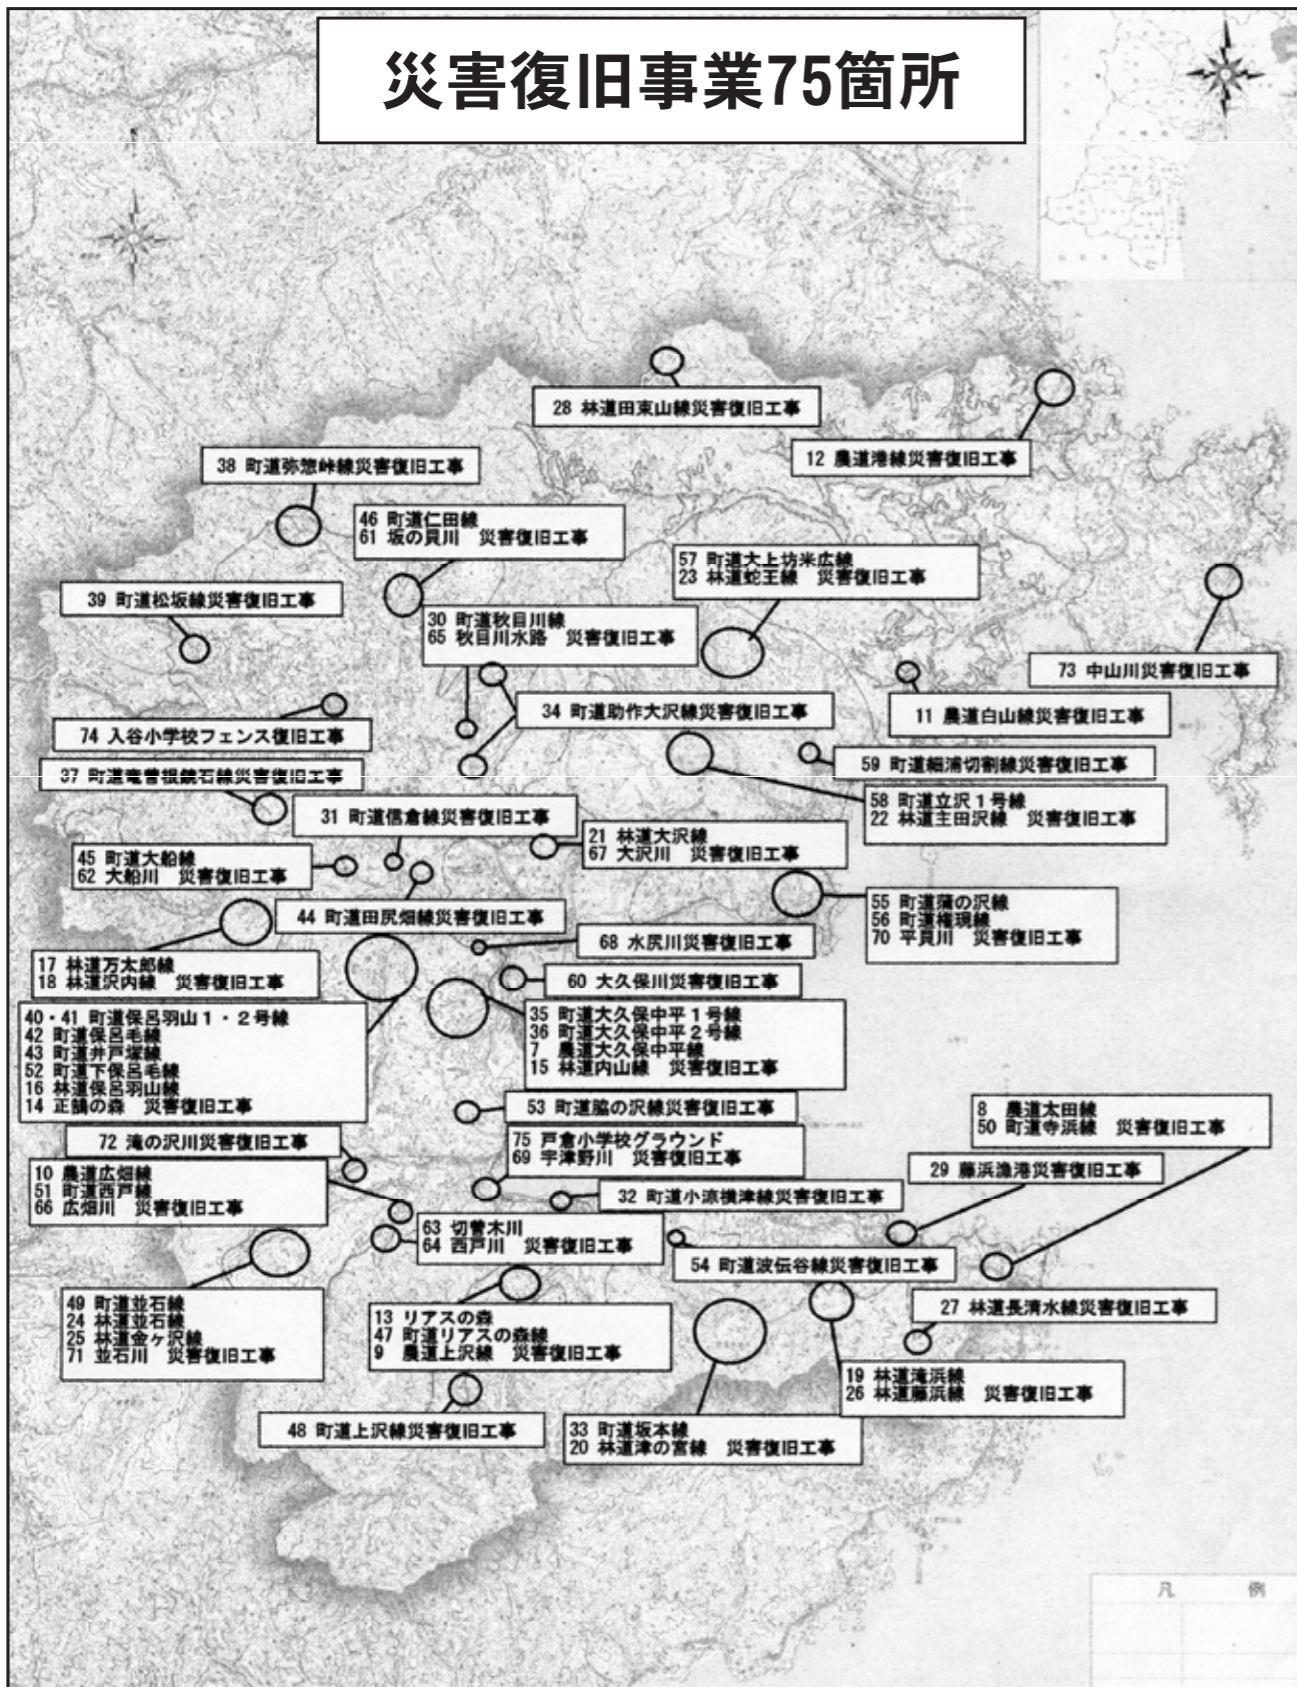 災害復旧事業75箇所
28 林道田束山線災害復旧工事
12 農道港線災害復旧工事
38 町道弥惣峠線災害復旧工事
46 町道仁田線
61 坂の貝川　災害復旧工事
57 町道大上坊米広線
23 林道蛇王線　災害復旧工事
39 町道松坂線災害復旧工事
30 町道秋目川線
65 秋目川水路　災害復旧工事
73 中山川災害復旧工事
34 町道助作大沢線災害復旧工事
11 農道白山線災害復旧工事
74 入谷小学校フェンス復旧工事
59 町道細浦切割線災害復旧工事
37 町道竜曽根鏡石線災害復旧工事
58 町道立沢１号線
22 林道主田沢線　災害復旧工事
31 町道信倉線災害復旧工事
21 林道大沢線
67 大沢川　災害復旧工事
45 町道大船線
62 大船川　災害復旧工事
55 町道蒲の沢線
56 町道権現線
70 平貝川　災害復旧工事
44 町道田尻畑線災害復旧工事
68 水尻川災害復旧工事
17 林道万太郎線
18 林道沢内線　災害復旧工事
60 大久保川災害復旧工事
40・41 町道保呂羽山１・２号線
42 町道保呂毛線
43 町道井戸塚線
52 町道下保呂毛線
16 林道保呂羽山線
14 正鵠の森　災害復旧工事
35 町道大久保中平１号線
36 町道大久保中平２号線
7 農道大久保中平線
15 林道内山線　災害復旧工事
53 町道脇の沢線災害復旧工事
8 農道太田線
50 町道寺浜線　災害復旧工事
72 滝の沢川災害復旧工事
75 戸倉小学校グラウンド
69 宇津野川　災害復旧工事
29 藤浜漁港災害復旧工事
10 農道広畑線
51 町道西戸線
66 広畑川　災害復旧工事
32 町道小涼横津線災害復旧工事
63 切曽木川
64 西戸川　災害復旧工事
54 町道波伝谷線災害復旧工事
49 町道並石線
24 林道並石線
25 林道金ヶ沢線
71 並石川　災害復旧工事
13 リアスの森
47 町道リアスの森線
9 農道上沢線　災害復旧工事
27 林道長清水線災害復旧工事
19 林道滝浜線
26 林道藤浜線　災害復旧工事
48 町道上沢線災害復旧工事
33 町道坂本線
20 林道津の宮線　災害復旧工事
凡　例